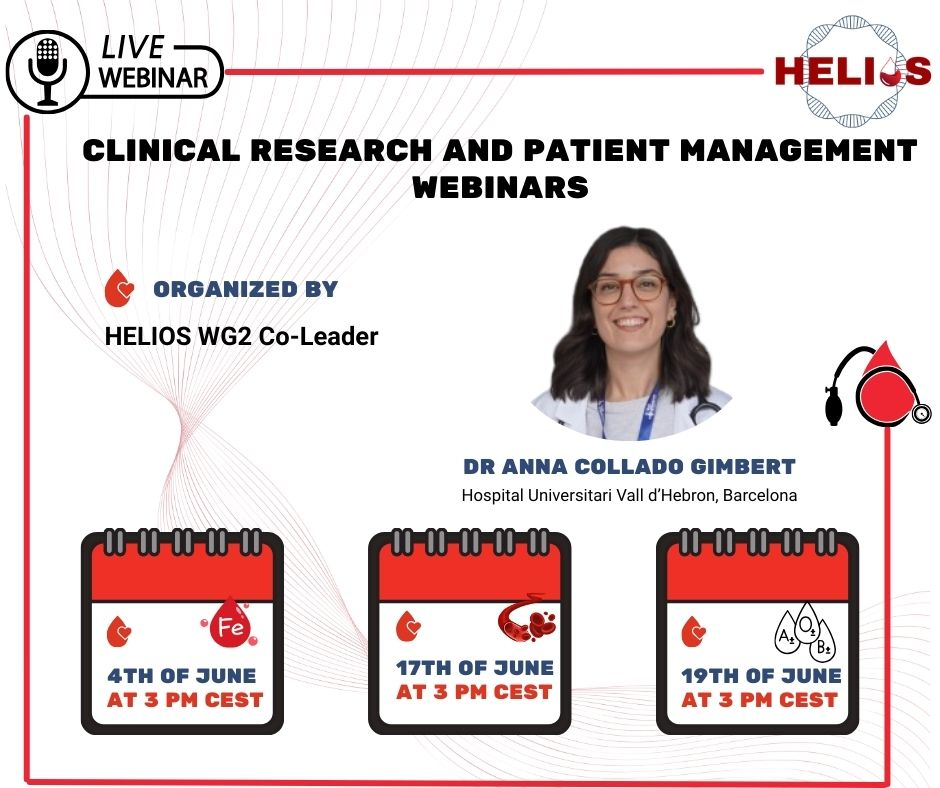 LIVE
WEBINAR
HELIOS
CLINICAL RESEARCH AND PATIENT MANAGEMENT
WEBINARS
ORGANIZED BY
HELIOS WG2 Co-Leader
DR ANNA COLLADO GIMBERT
Hospital Universitari Vall d'Hebron, Barcelona
Fe
4TH OF JUNE
AT 3 PM CEST
17TH OF JUNE
AT 3 PM CEST
A± O± B±
19TH OF JUNE
AT 3 PM CEST